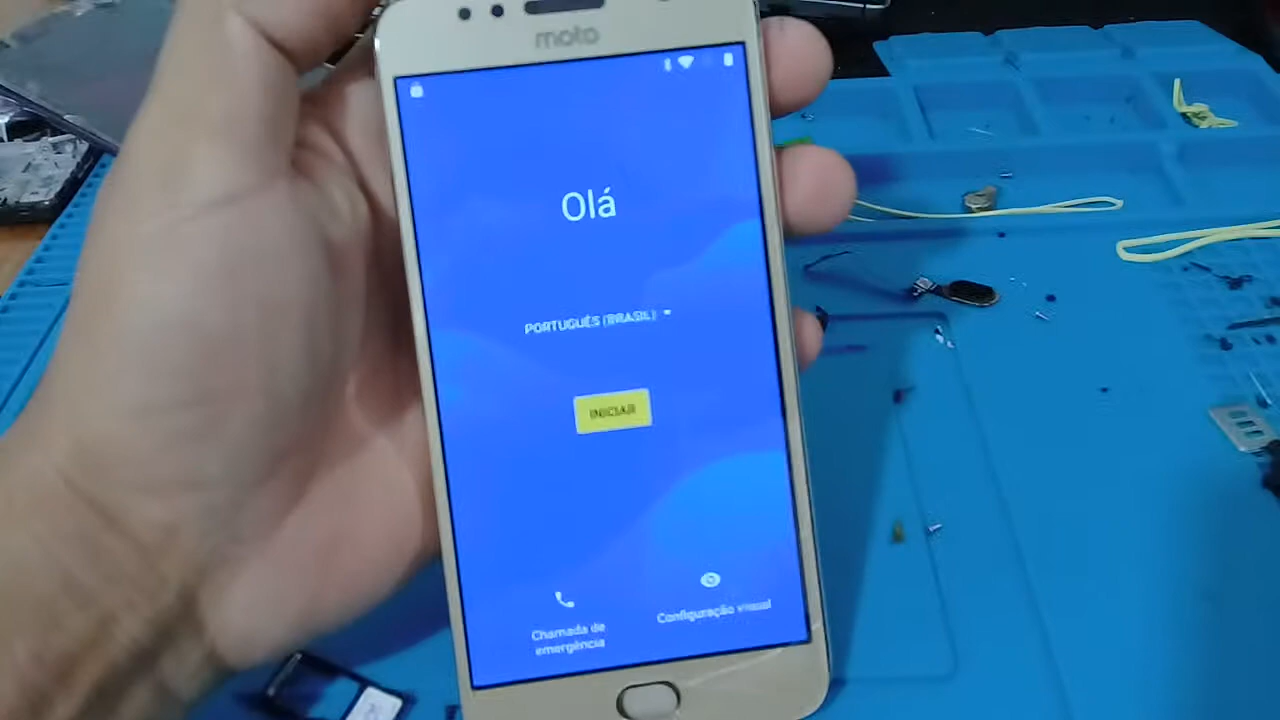 moto
Olá
PORTUGUÊS (BRASIL)
INICIAR
Chamada de
emergência
Configuração visual